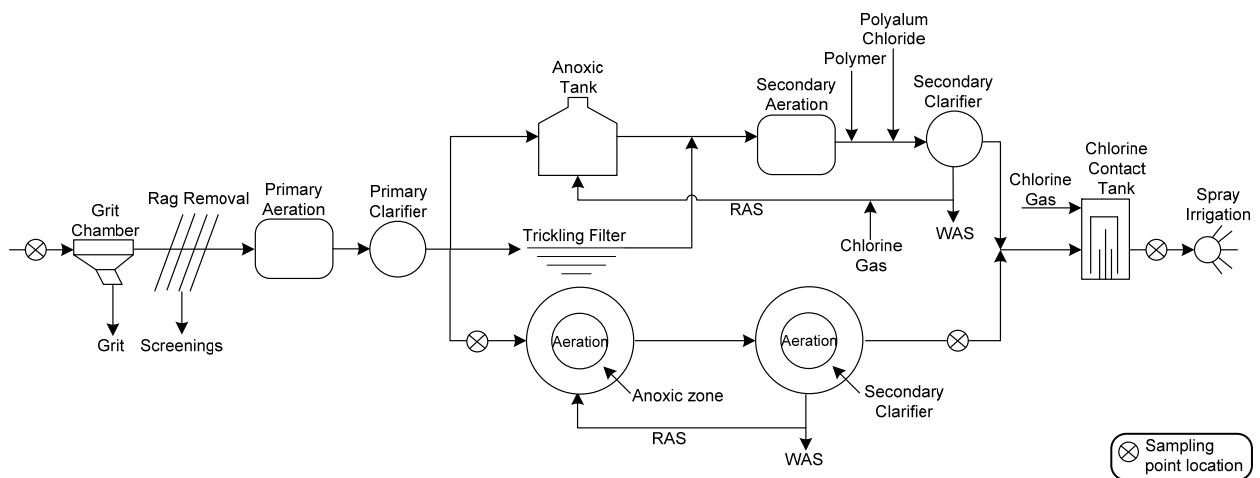 Polyalum
Chloride
Polymer
Anoxic
Tank
Secondary
Aeration
Secondary
Clarifier
Chlorine
Contact
Tank
Rag Removal
Primary
Aeration
Primary
Clarifier
Grit
Chamber
RAS
WAS
Chlorine
Gas
Spray
Irrigation
Trickling Filter
Chlorine
Gas
Grit
Screenings
Aeration
Aeration
Anoxic zone
Secondary
Clarifier
RAS
WAS
Sampling
point location